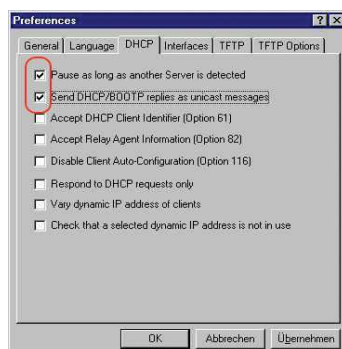 Preferences
General Language DHCP Interfaces TFTP TFTP Options
Pause as long as another Server is detected
Send DHCP/BOOTP replies as unicast messages
Accept DHCP Client Identifier (Option 61)
Accept Relay Agent Information (Option 82)
Disable Client Auto-Configuration (Option 116)
Respond to DHCP requests only
Vary dynamic IP address of clients
Check that a selected dynamic IP address is not in use
OK Abbrechen Übernehmen